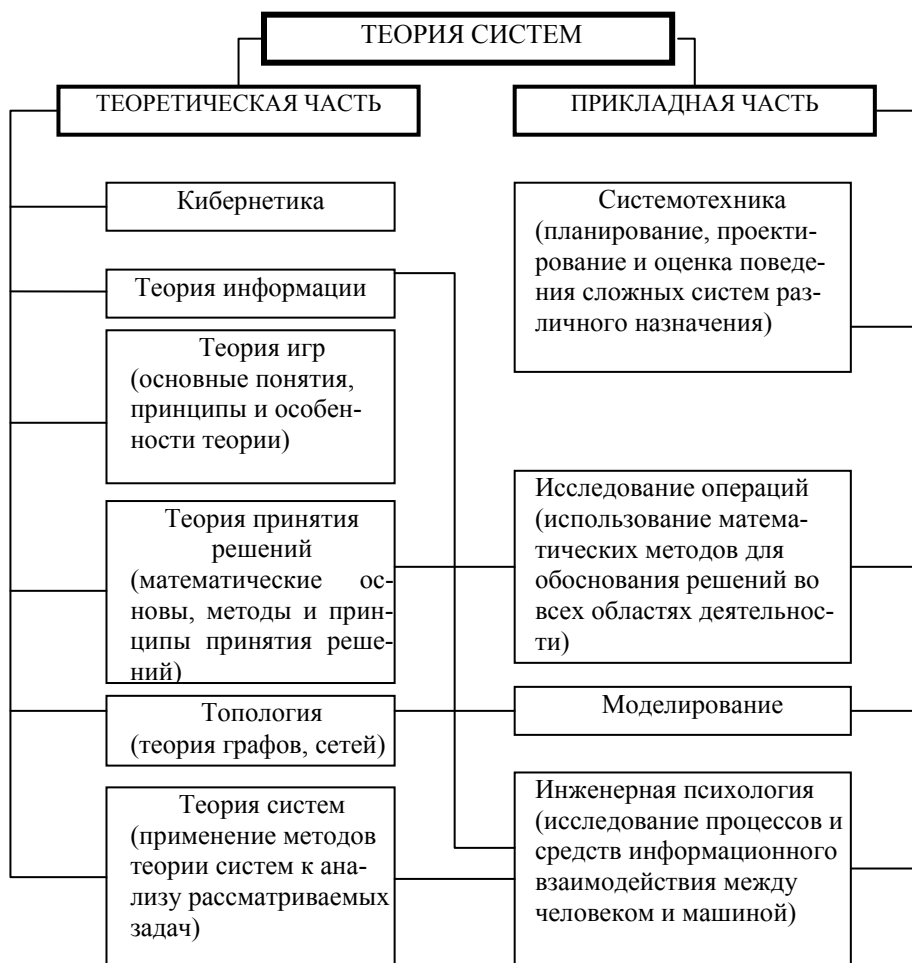 ТЕОРИЯ СИСТЕМ
ТЕОРЕТИЧЕСКАЯ ЧАСТЬ
Кибернетика
Теория информации
Теория игр
(основные понятия,
принципы и особен-
ности теории)
Теория принятия
решений
(математические ос-
новы, методы и прин-
ципы принятия реше-
ний)
Топология
(теория графов, сетей)
Теория систем
(применение методов
теории систем к ана-
лизу рассматриваемых
задач)
ПРИКЛАДНАЯ ЧАСТЬ
Системотехника
(планирование, проекти-
рование и оценка поведе-
ния сложных систем раз-
личного назначения)
Исследование операций
(использование матема-
тических методов для
обоснования решений во
всех областях деятельнос-
ти)
Моделирование
Инженерная психология
(исследование процессов и
средств информационного
взаимодействия между
человеком и машиной)